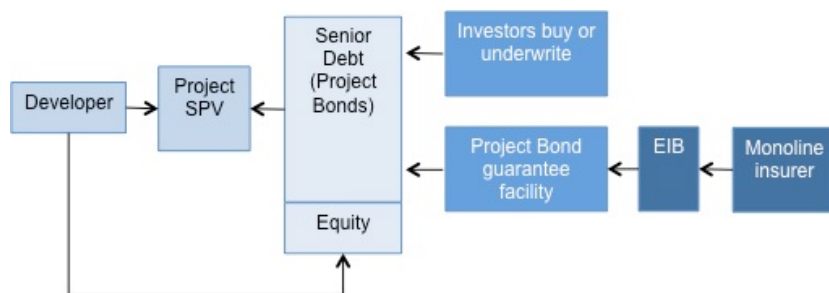 Developer
Project
SPV
Senior
Debt
(Project
Bonds)
Equity
Investors buy or
underwrite
Project Bond
guarantee
facility
EIB
Monoline
insurer